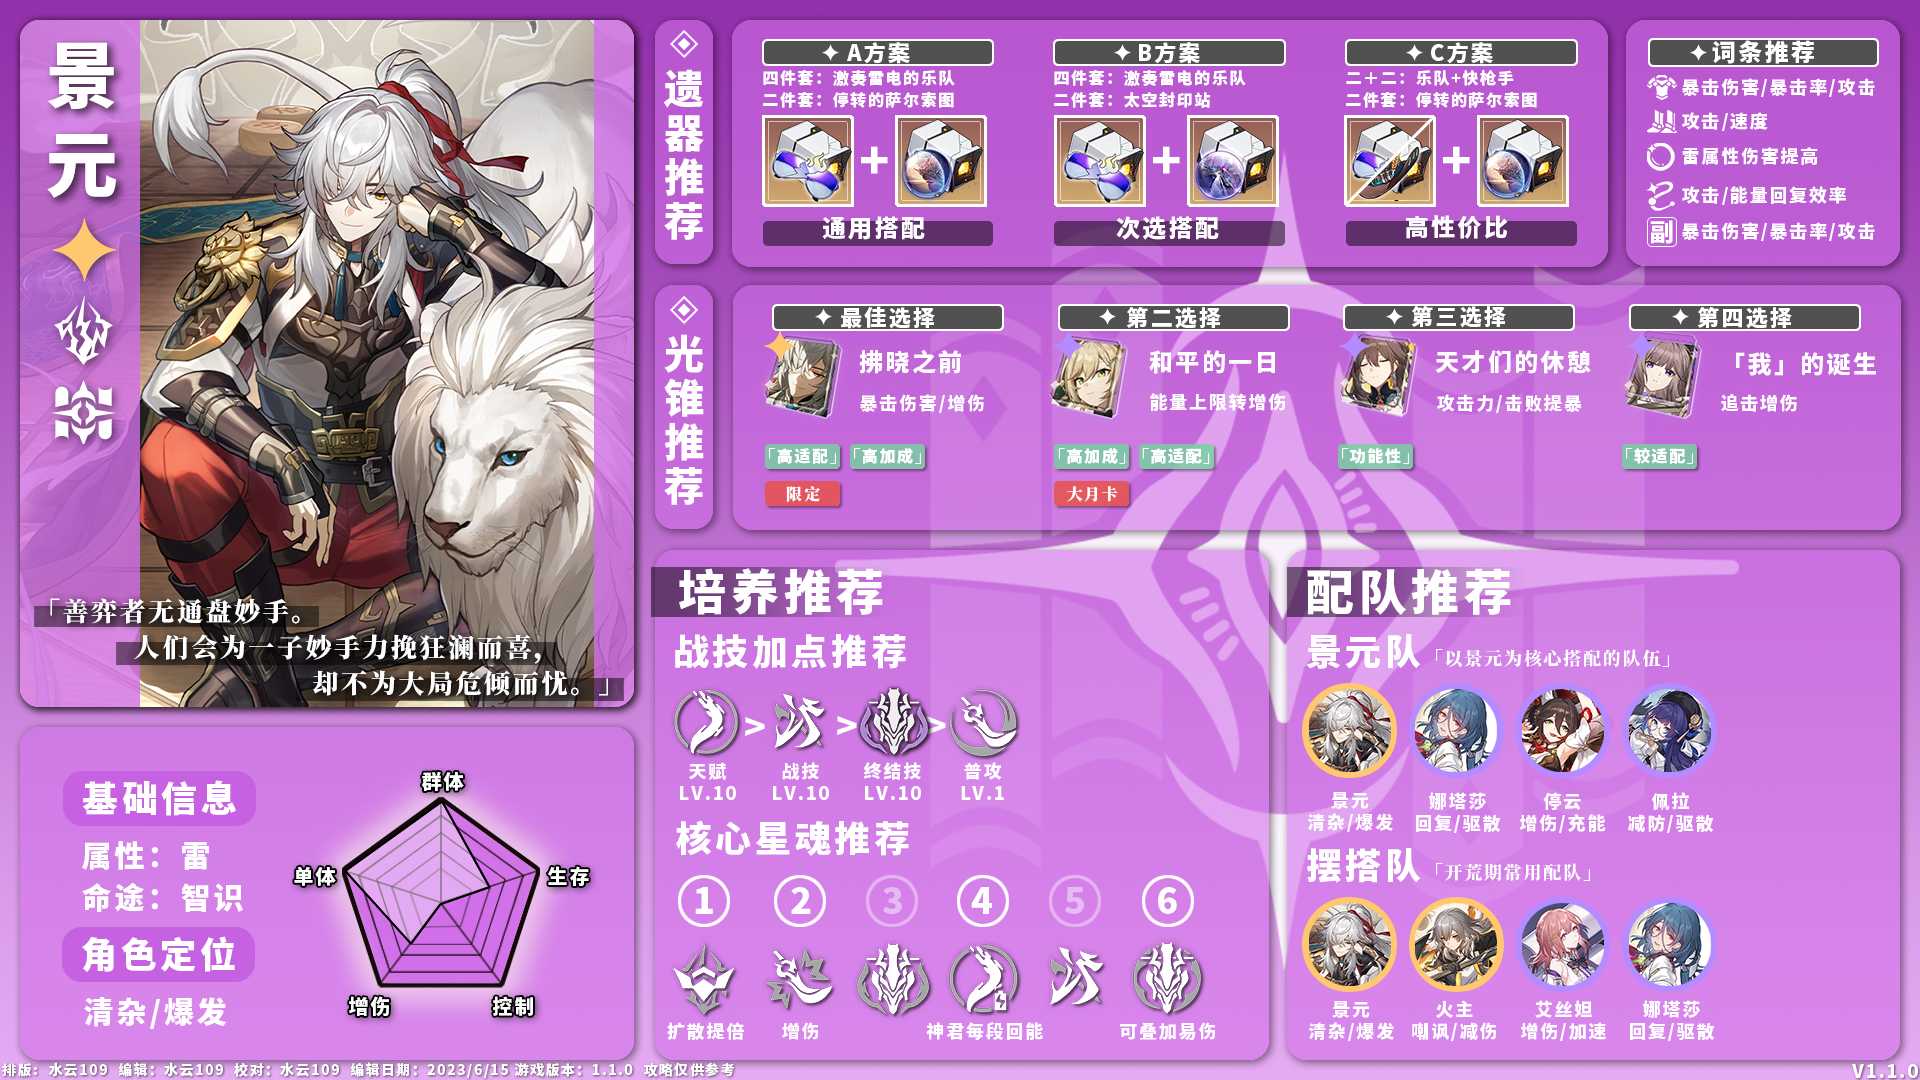 景元
「善弈者无通盘妙手。
人们会为一子妙手力挽狂澜而喜，
却不为大局危倾而忧。」
基础信息
属性：雷
命途：智识
角色定位
清杂/爆发
群体
单体
生存
增伤
控制
遗器推荐
✦A方案
四件套：激奏雷电的乐队
二件套：停转的萨尔索图
+
通用搭配
✦B方案
四件套：激奏雷电的乐队
二件套：太空封印站
+
次选搭配
✦C方案
二+二：乐队+快枪手
二件套：停转的萨尔索图
+
高性价比
✦词条推荐
暴击伤害/暴击率/攻击
攻击/速度
雷属性伤害提高
攻击/能量回复效率
副 暴击伤害/暴击率/攻击
光锥推荐
✦最佳选择
拂晓之前
暴击伤害/增伤
「高适配」 「高加成」
限定
✦第二选择
和平的一日
能量上限转增伤
「高加成」 「高适配」
大月卡
✦第三选择
天才们的休憩
攻击力/击败提暴
「功能性」
✦第四选择
「我」的诞生
追击增伤
「较适配」
培养推荐
战技加点推荐
> > >
天赋 战技 终结技 普攻
LV.10 LV.10 LV.10 LV.1
核心星魂推荐
1 2 3 4 5 6
扩散提倍 增伤 神君每段回能 可叠加易伤
配队推荐
景元队「以景元为核心搭配的队伍」
景元 娜塔莎 停云 佩拉
清杂/爆发 回复/驱散 增伤/充能 减防/驱散
摆搭队「开荒期常用配队」
景元 火主 艾丝妲 娜塔莎
清杂/爆发 嘲讽/减伤 增伤/加速 回复/驱散
排版：水云109 编辑：水云109 校对：水云109 编辑日期：2023/6/15 游戏版本：1.1.0 攻略仅供参考
V1.1.0